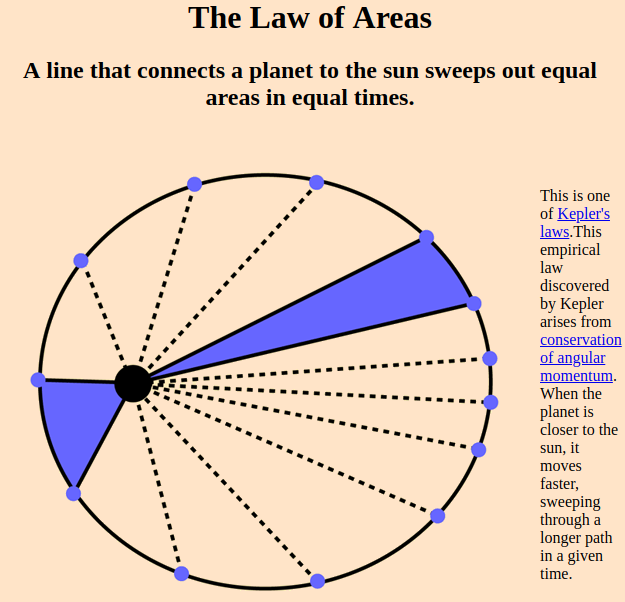 The Law of Areas
A line that connects a planet to the sun sweeps out equal
areas in equal times.
This is one
of Kepler's
laws.This
empirical
law
discovered
by Kepler
arises from
conservation
of angular
momentum.
When the
planet is
closer to the
sun, it
moves
faster,
sweeping
through a
longer path
in a given
time.